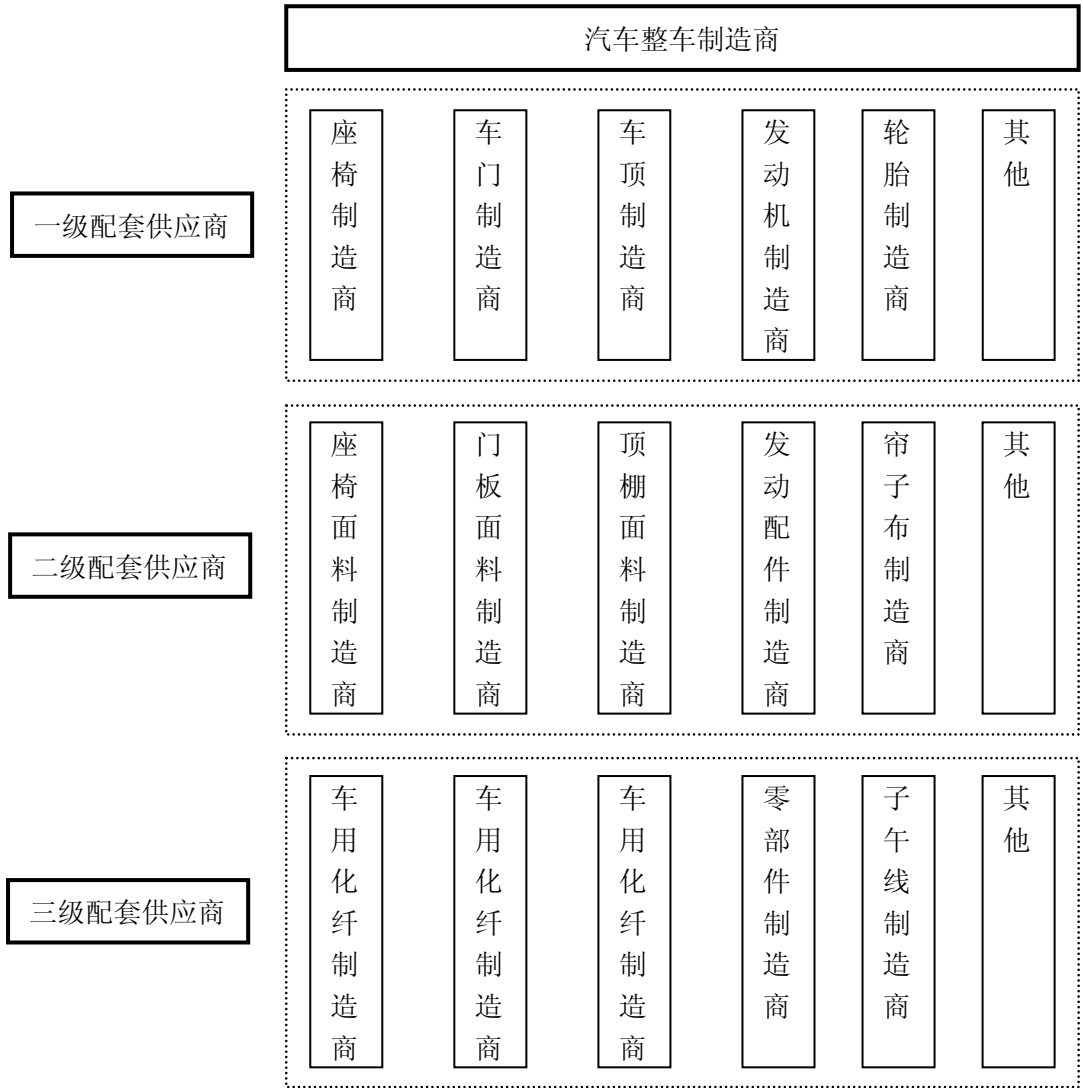 汽车整车制造商
一级配套供应商
座椅制造商
车门制造商
车顶制造商
发动机制造商
轮胎制造商
其他
二级配套供应商
座椅面料制造商
门板面料制造商
顶棚面料制造商
发动配件制造商
帘子布制造商
其他
三级配套供应商
车用化纤制造商
车用化纤制造商
车用化纤制造商
零部件制造商
子午线制造商
其他